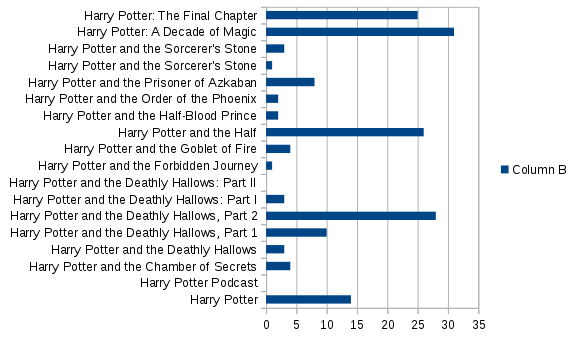 Harry Potter: The Final Chapter
Harry Potter: A Decade of Magic
Harry Potter and the Sorcerer's Stone
Harry Potter and the Sorcerer's Stone
Harry Potter and the Prisoner of Azkaban
Harry Potter and the Order of the Phoenix
Harry Potter and the Half-Blood Prince
Harry Potter and the Half
Harry Potter and the Goblet of Fire
Harry Potter and the Forbidden Journey
Harry Potter and the Deathly Hallows: Part II
Harry Potter and the Deathly Hallows: Part I
Harry Potter and the Deathly Hallows, Part 2
Harry Potter and the Deathly Hallows, Part 1
Harry Potter and the Deathly Hallows
Harry Potter and the Chamber of Secrets
Harry Potter Podcast
Harry Potter
0 5 10 15 20 25 30 35
Column B